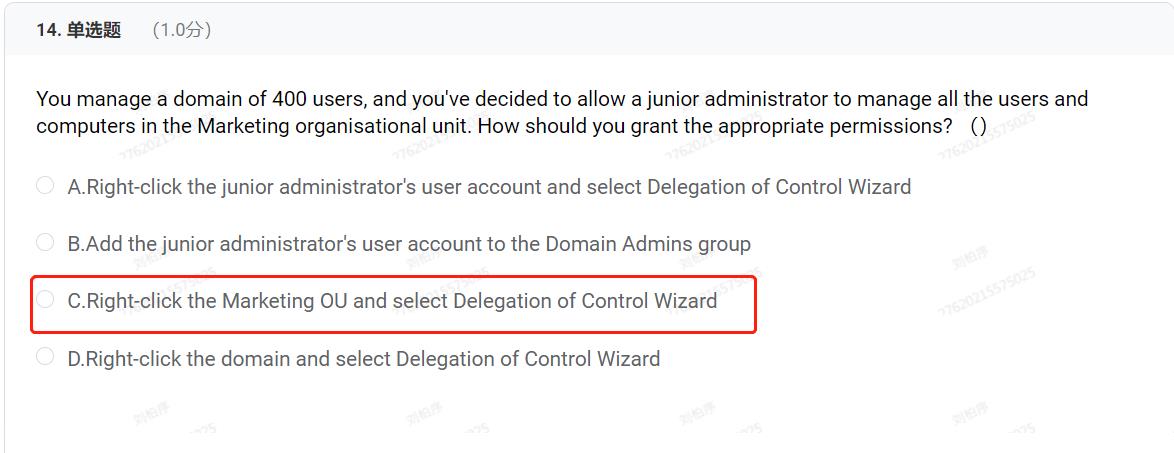 14. 单选题 (1.0分)
You manage a domain of 400 users, and you've decided to allow a junior administrator to manage all the users and
computers in the Marketing organisational unit. How should you grant the appropriate permissions? ()
A.Right-click the junior administrator's user account and select Delegation of Control Wizard
B.Add the junior administrator's user account to the Domain Admins group
C.Right-click the Marketing OU and select Delegation of Control Wizard
D.Right-click the domain and select Delegation of Control Wizard